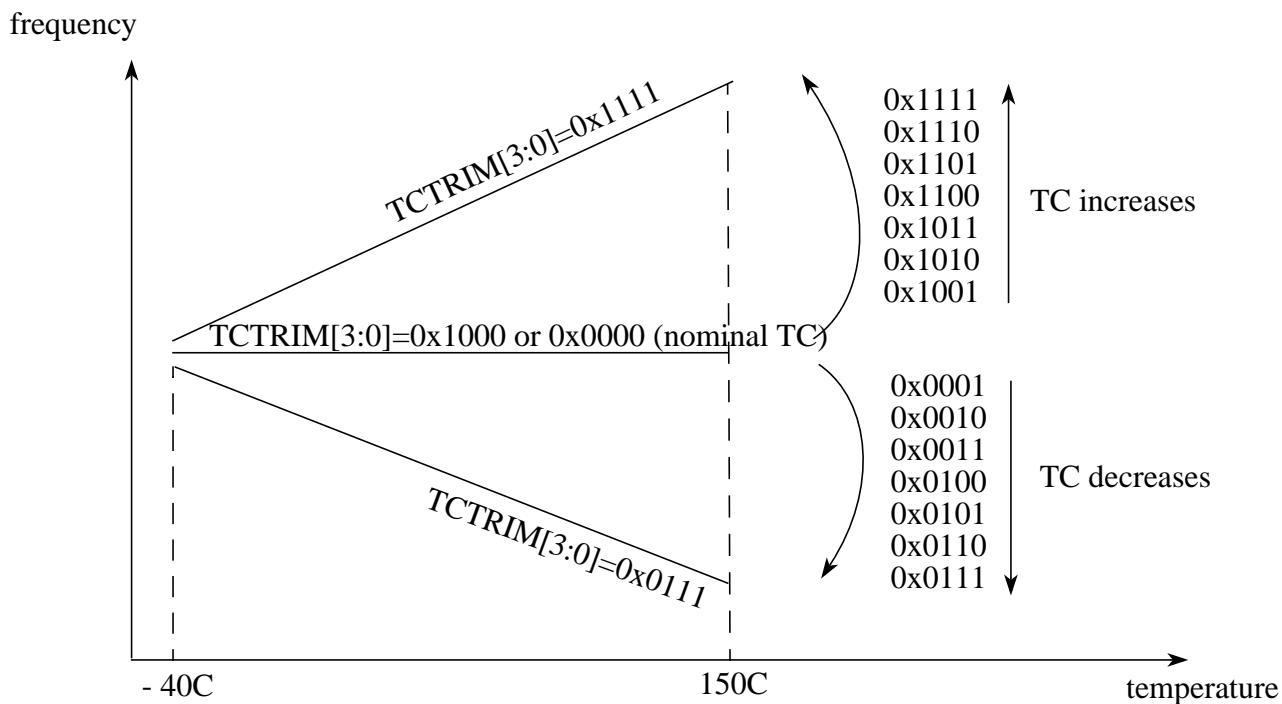 frequency
TCTRIM[3:0]=0x1111
0x1111
0x1110
0x1101
0x1100
0x1011
0x1010
0x1001
TC increases
TCTRIM[3:0]=0x1000 or 0x0000 (nominal TC)
0x0001
0x0010
0x0011
0x0100
0x0101
0x0110
0x0111
TC decreases
TCTRIM[3:0]=0x0111
- 40C
150C
temperature